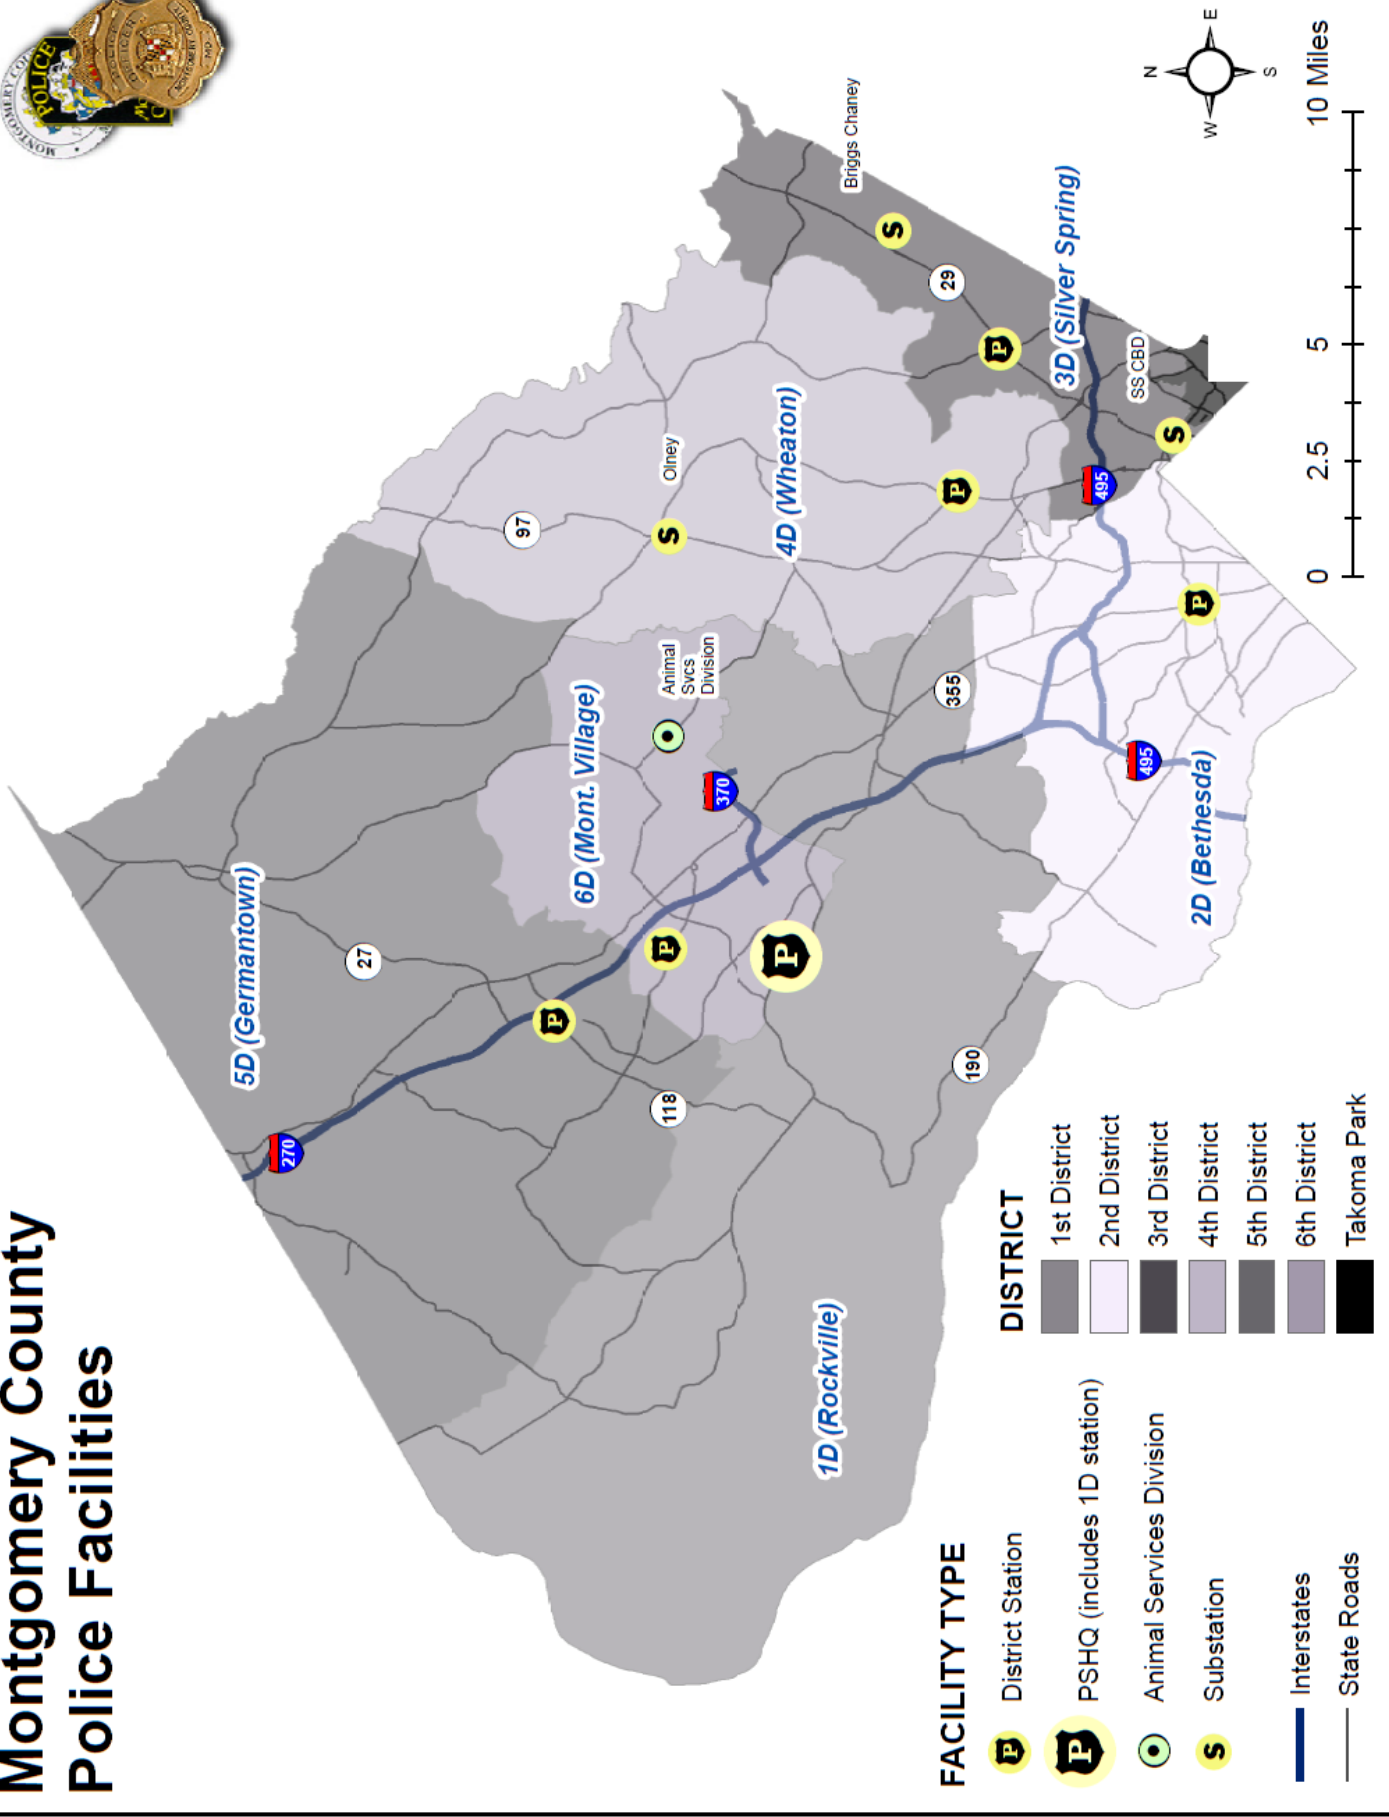 Montgomery County
Police Facilities
MONTGOMERY
POLICE
5D (Germantown)
270
27
6D (Mont. Village)
97
Olney
Animal
Svcs
Division
370
118
4D (Wheaton)
1D (Rockville)
Briggs Chaney
29
355
190
3D (Silver Spring)
495
SS CBD
495
2D (Bethesda)
FACILITY TYPE
P District Station
P PSHQ (includes 1D station)
Animal Services Division
S Substation
Interstates
State Roads
DISTRICT
1st District
2nd District
3rd District
4th District
5th District
6th District
Takoma Park
N
W E
S
0 2.5 5 10 Miles